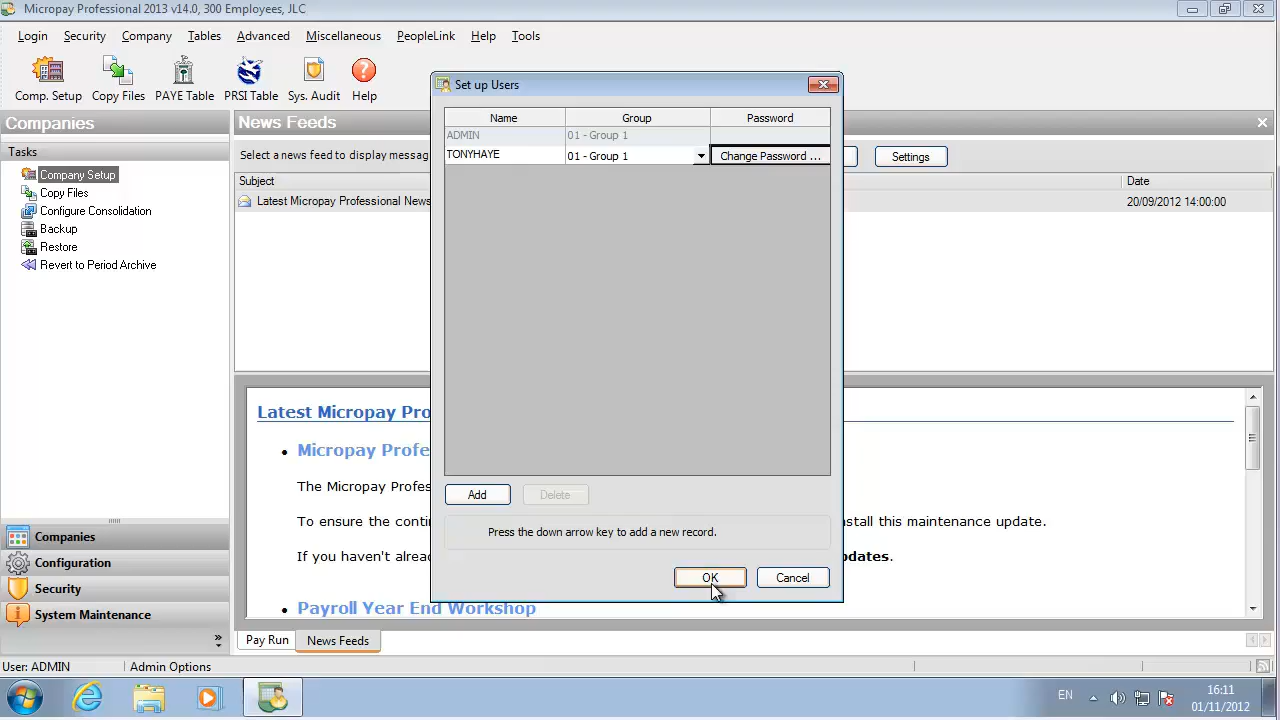 Micropay Professional 2013 v14.0, 300 Employees, JLC
Login Security Company Tables Advanced Miscellaneous PeopleLink Help Tools
Comp. Setup Copy Files PAYE Table PRSI Table Sys. Audit Help
Companies
Tasks
Company Setup
Copy Files
Configure Consolidation
Backup
Restore
Revert to Period Archive
Companies
Configuration
Security
System Maintenance
News Feeds
Select a news feed to display messag
Settings
Subject Date
Latest Micropay Professional News 20/09/2012 14:00:00
Latest Micropay Pro
Micropay Profe
The Micropay Profes
To ensure the conti stall this maintenance update.
If you haven't alrea pdates.
Payroll Year End Workshop
Set up Users
Name Group Password
ADMIN 01 - Group 1
TONYHAYE 01 - Group 1 Change Password ...
Add Delete
Press the down arrow key to add a new record.
OK Cancel
Pay Run News Feeds
User: ADMIN Admin Options
EN 16:11
01/11/2012